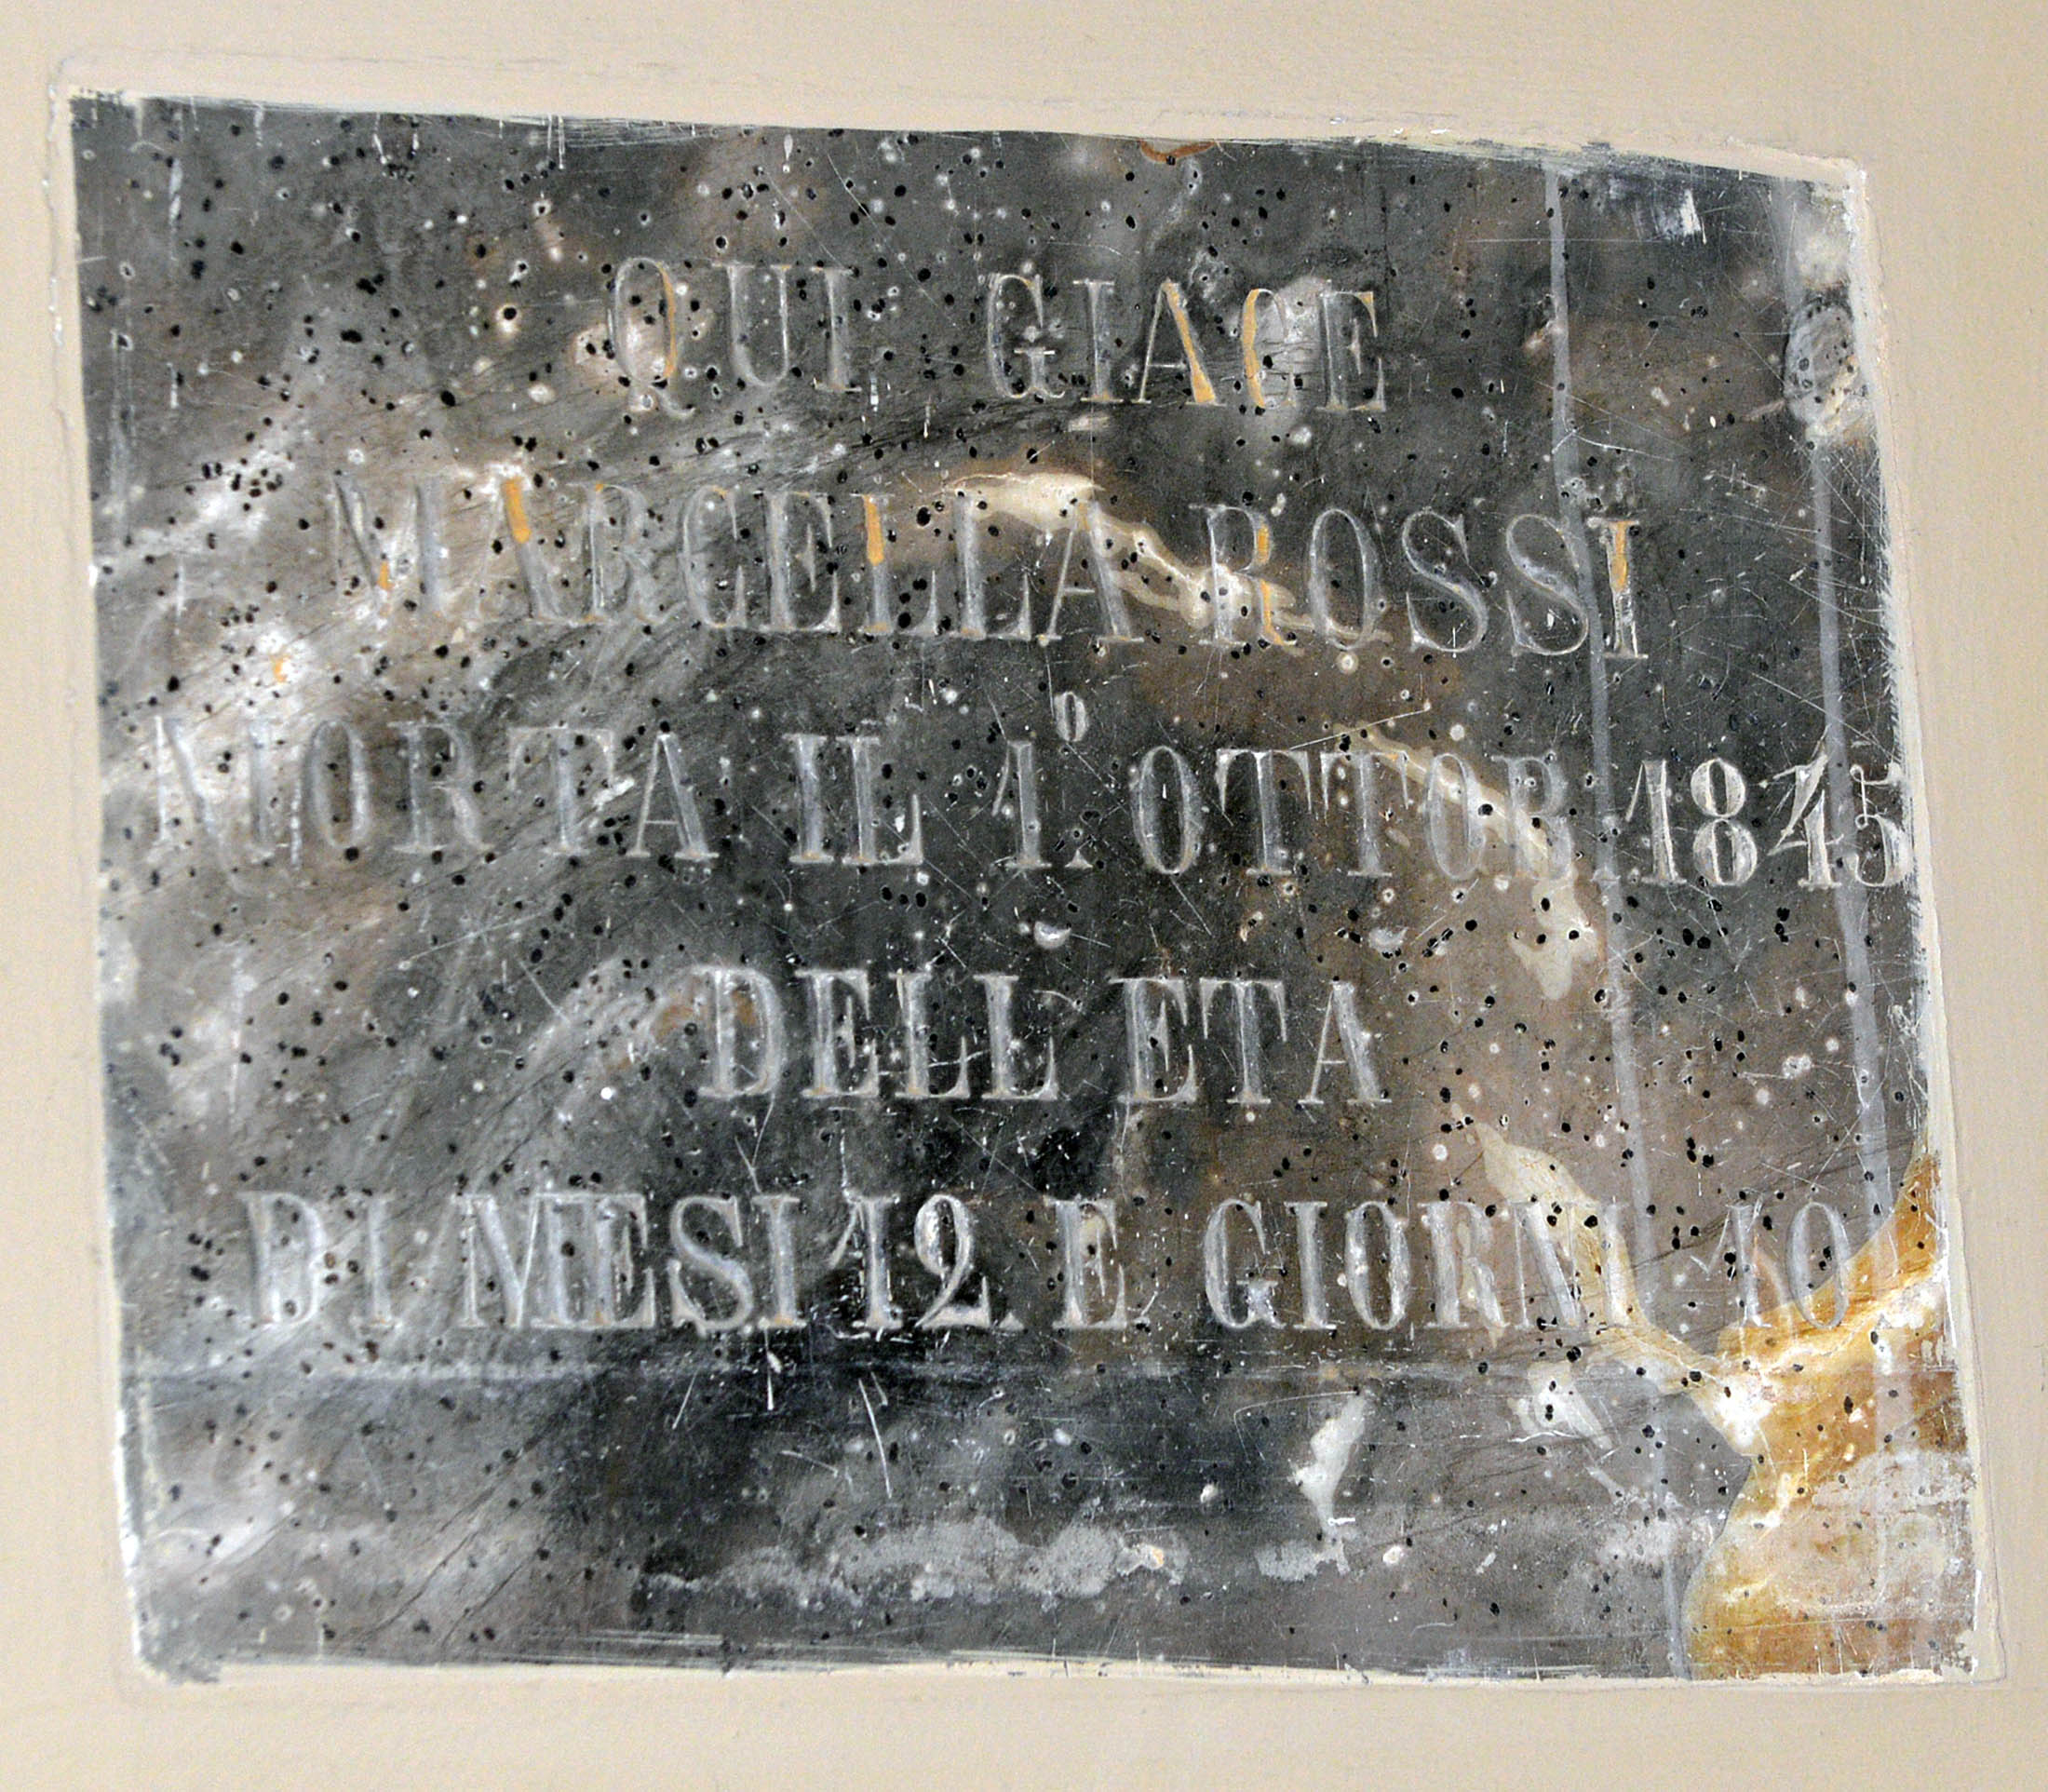 QUI GIACE
MARCELLA ROSSI
MORTA IL 1.° OTTOB. 1845
DELL ETA
DI MESI 12. E GIORNI 10